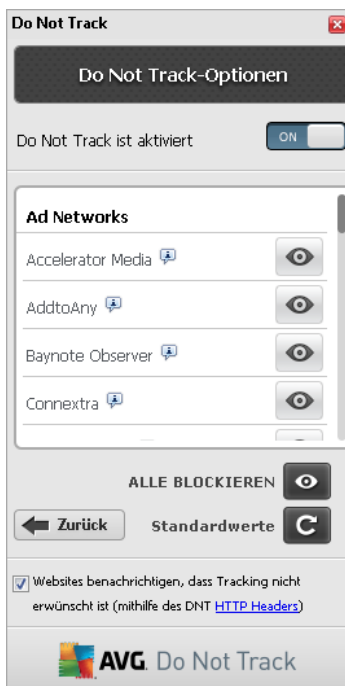 Do Not Track
Do Not Track-Optionen
Do Not Track ist aktiviert
ON
Ad Networks
Accelerator Media
AddtoAny
Baynote Observer
Connextra
ALLE BLOCKIEREN
Zurück
Standardwerte
Websites benachrichtigen, dass Tracking nicht
erwünscht ist (mithilfe des DNT HTTP Headers)
AVG. Do Not Track